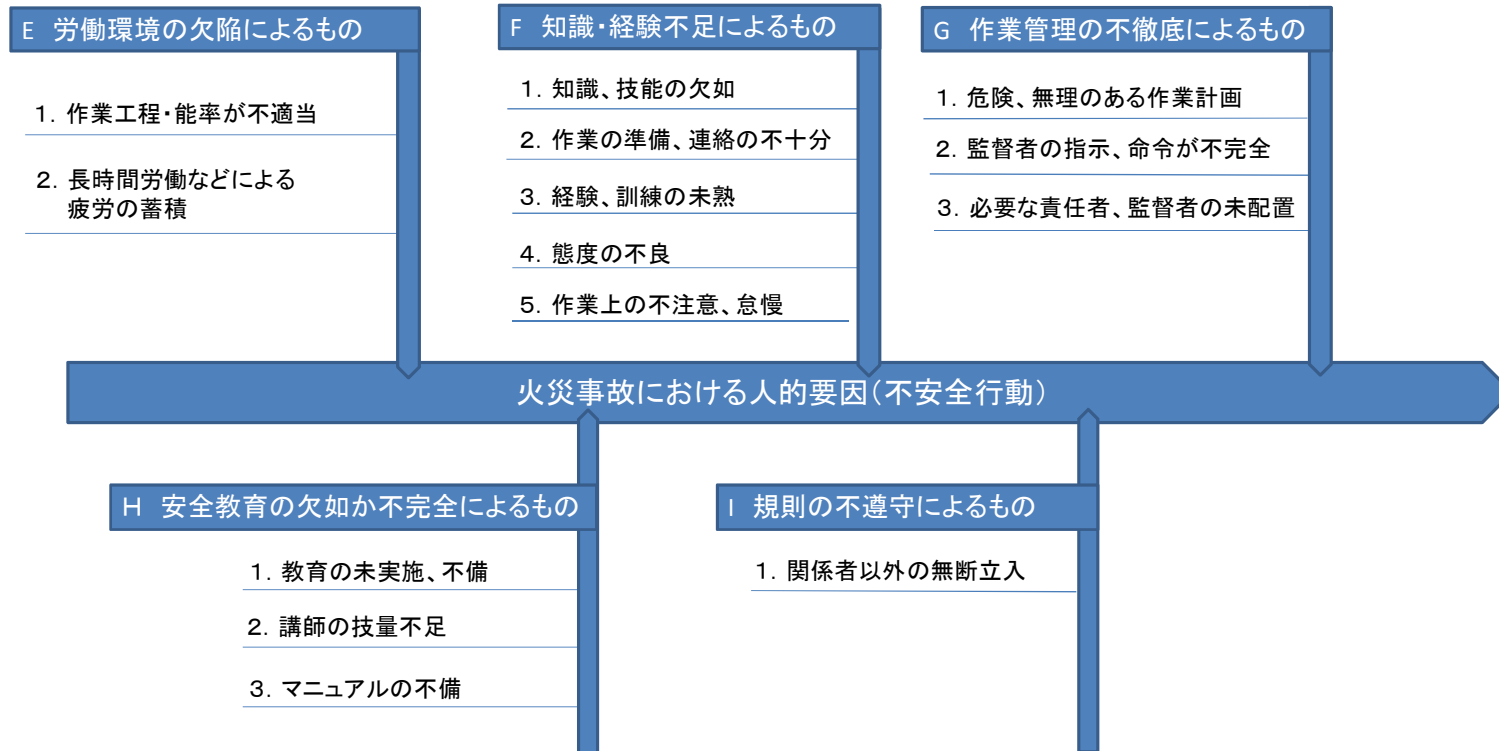 E 労働環境の欠陥によるもの
1. 作業工程・能率が不適当
2. 長時間労働などによる
疲労の蓄積
F 知識・経験不足によるもの
1. 知識、技能の欠如
2. 作業の準備、連絡の不十分
3. 経験、訓練の未熟
4. 態度の不良
5. 作業上の不注意、怠慢
G 作業管理の不徹底によるもの
1. 危険、無理のある作業計画
2. 監督者の指示、命令が不完全
3. 必要な責任者、監督者の未配置
火災事故における人的要因（不安全行動）
H 安全教育の欠如か不完全によるもの
1. 教育の未実施、不備
2. 講師の技量不足
3. マニュアルの不備
I 規則の不遵守によるもの
1. 関係者以外の無断立入